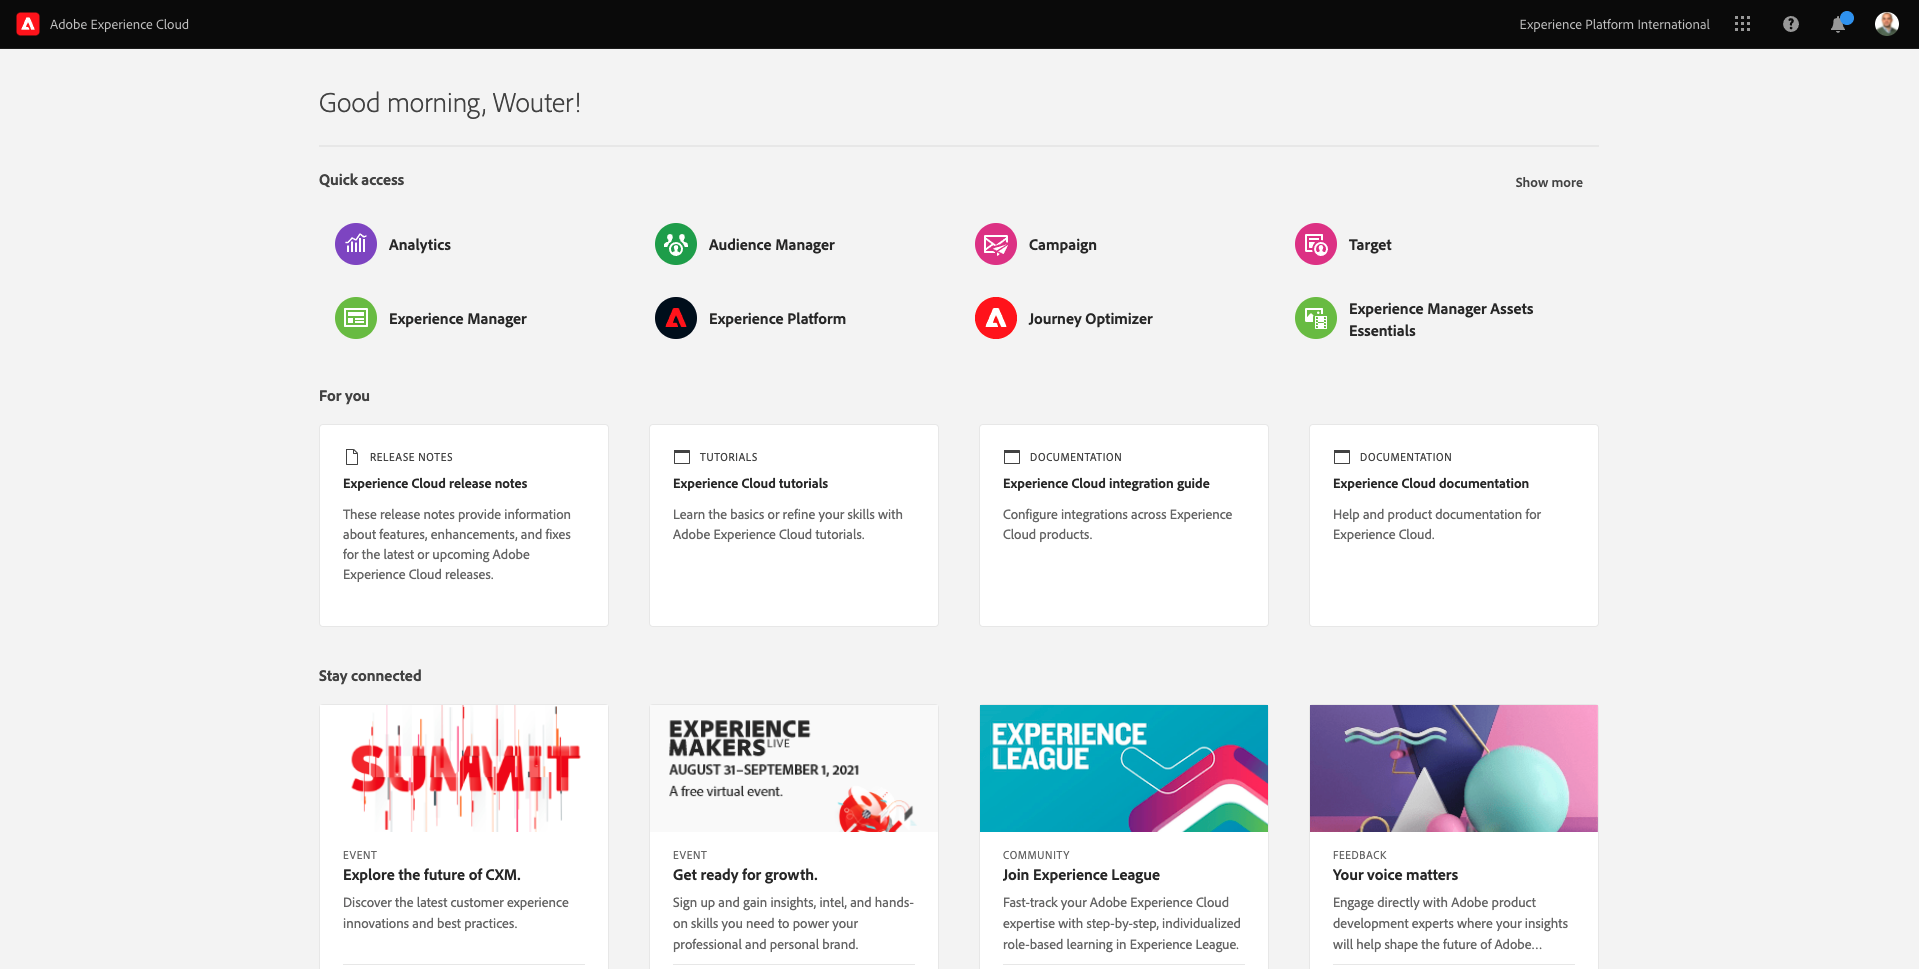 Adobe Experience Cloud
Experience Platform International
Good morning, Wouter!
Quick access
Show more
Analytics
Audience Manager
Campaign
Target
Experience Manager
Experience Platform
Journey Optimizer
Experience Manager Assets
Essentials
For you
RELEASE NOTES
Experience Cloud release notes
These release notes provide information
about features, enhancements, and fixes
for the latest or upcoming Adobe
Experience Cloud releases.
TUTORIALS
Experience Cloud tutorials
Learn the basics or refine your skills with
Adobe Experience Cloud tutorials.
DOCUMENTATION
Experience Cloud integration guide
Configure integrations across Experience
Cloud products.
DOCUMENTATION
Experience Cloud documentation
Help and product documentation for
Experience Cloud.
Stay connected
SUMMIT
EVENT
Explore the future of CXM.
Discover the latest customer experience
innovations and best practices.
EXPERIENCE
MAKERS LIVE
AUGUST 31–SEPTEMBER 1, 2021
A free virtual event.
EVENT
Get ready for growth.
Sign up and gain insights, intel, and hands-
on skills you need to power your
professional and personal brand.
EXPERIENCE
LEAGUE
COMMUNITY
Join Experience League
Fast-track your Adobe Experience Cloud
expertise with step-by-step, individualized
role-based learning in Experience League.
FEEDBACK
Your voice matters
Engage directly with Adobe product
development experts where your insights
will help shape the future of Adobe…